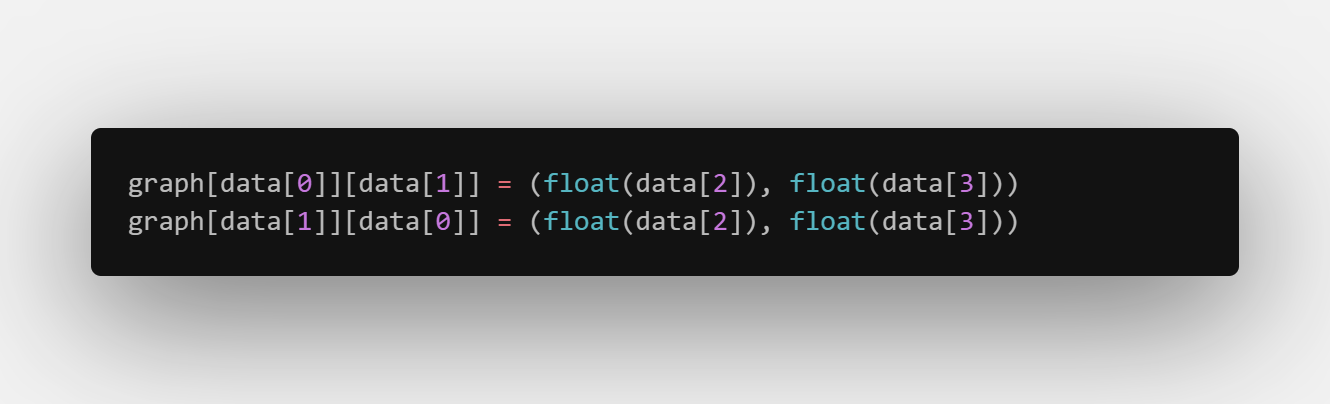 graph[data[0]][data[1]] = (float(data[2]), float(data[3]))
graph[data[1]][data[0]] = (float(data[2]), float(data[3]))